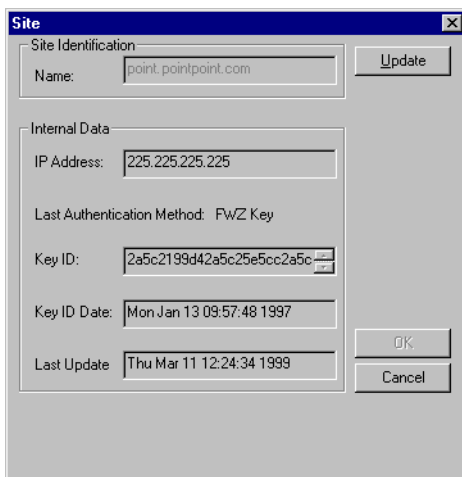 Site
Site Identification
Name: point.pointpoint.com
Update
Internal Data
IP Address: 225.225.225.225
Last Authentication Method: FWZ Key
Key ID: 2a5c2199d42a5c25e5cc2a5c
Key ID Date: Mon Jan 13 09:57:48 1997
Last Update Thu Mar 11 12:24:34 1999
OK
Cancel